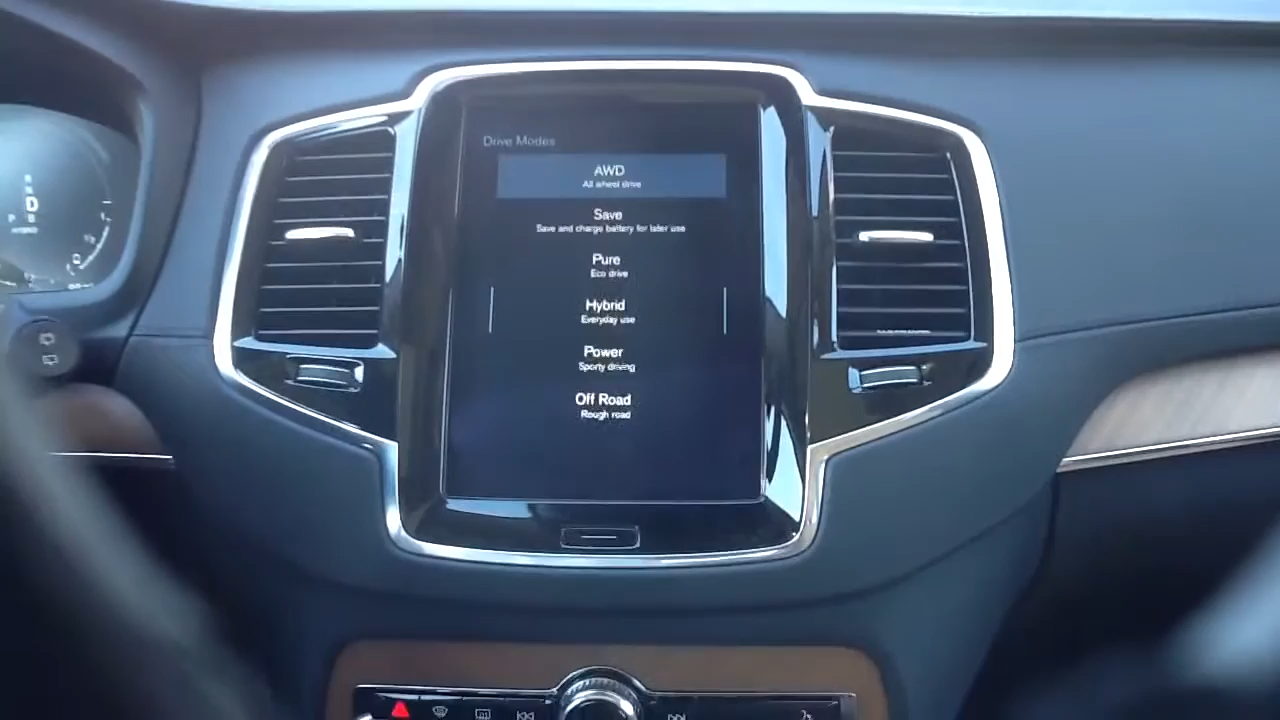 Drive Modes
AWD
All wheel drive
Save
Save and charge battery for later use
Pure
Eco drive
Hybrid
Everyday use
Power
Sporty driving
Off Road
Rough road
D
P B
HYBRID